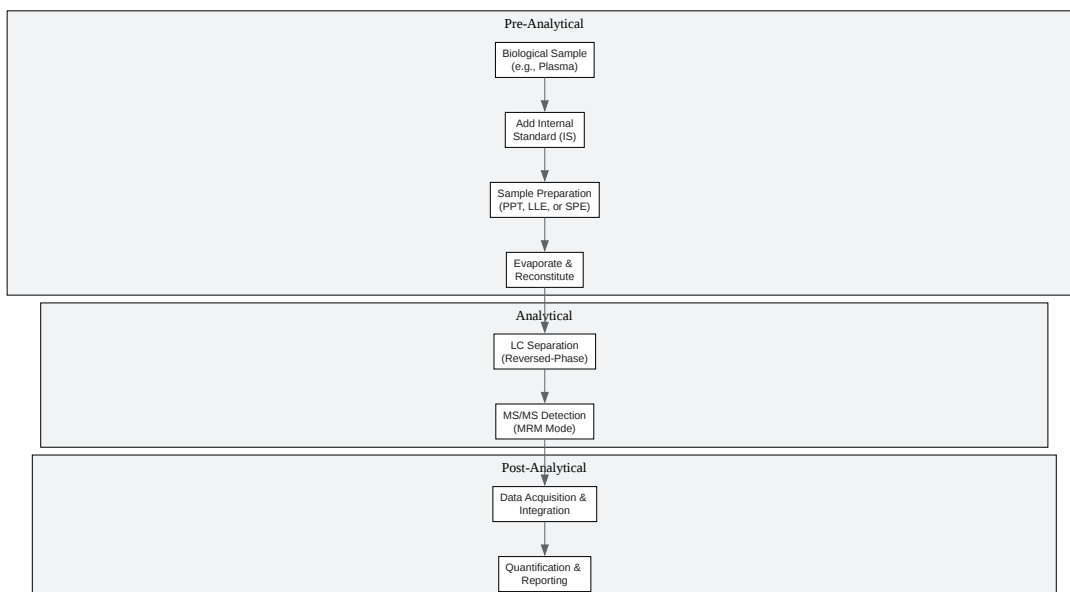 Pre-Analytical
Biological Sample
(e.g., Plasma)
Add Internal
Standard (IS)
Sample Preparation
(PPT, LLE, or SPE)
Evaporate &
Reconstitute
Analytical
LC Separation
(Reversed-Phase)
MS/MS Detection
(MRM Mode)
Post-Analytical
Data Acquisition &
Integration
Quantification &
Reporting